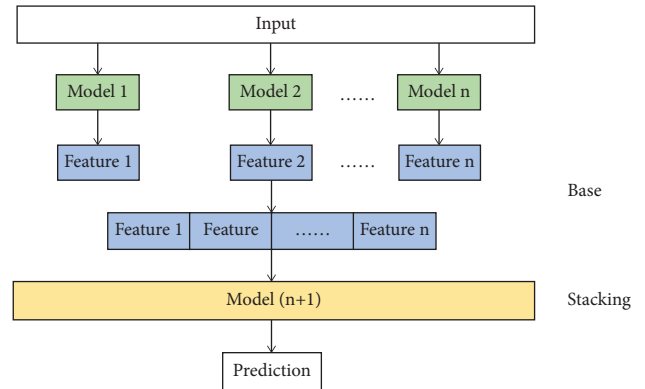 Input
Model 1 Model 2 ...... Model n
Feature 1 Feature 2 ...... Feature n
Base
Feature 1 Feature ...... Feature n
Model (n+1) Stacking
Prediction